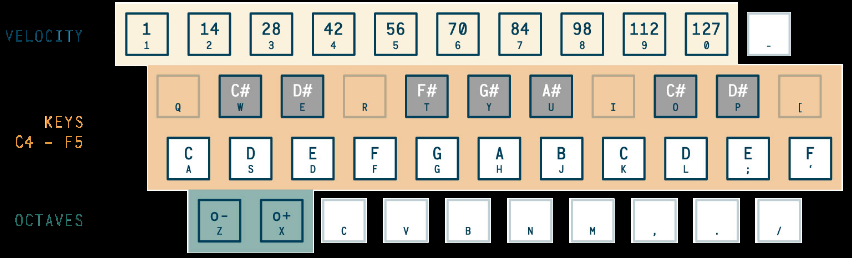 VELOCITY 1 14 28 42 56 70 84 98 112 127
1 2 3 4 5 6 7 8 9 0 -
C# D# F# G# A# C# D#
Q W E R T Y U I O P [
KEYS
C4 - F5
C D E F G A B C D E F
A S D F G H J K L ; '
OCTAVES o- o+
Z X C V B N M , . /